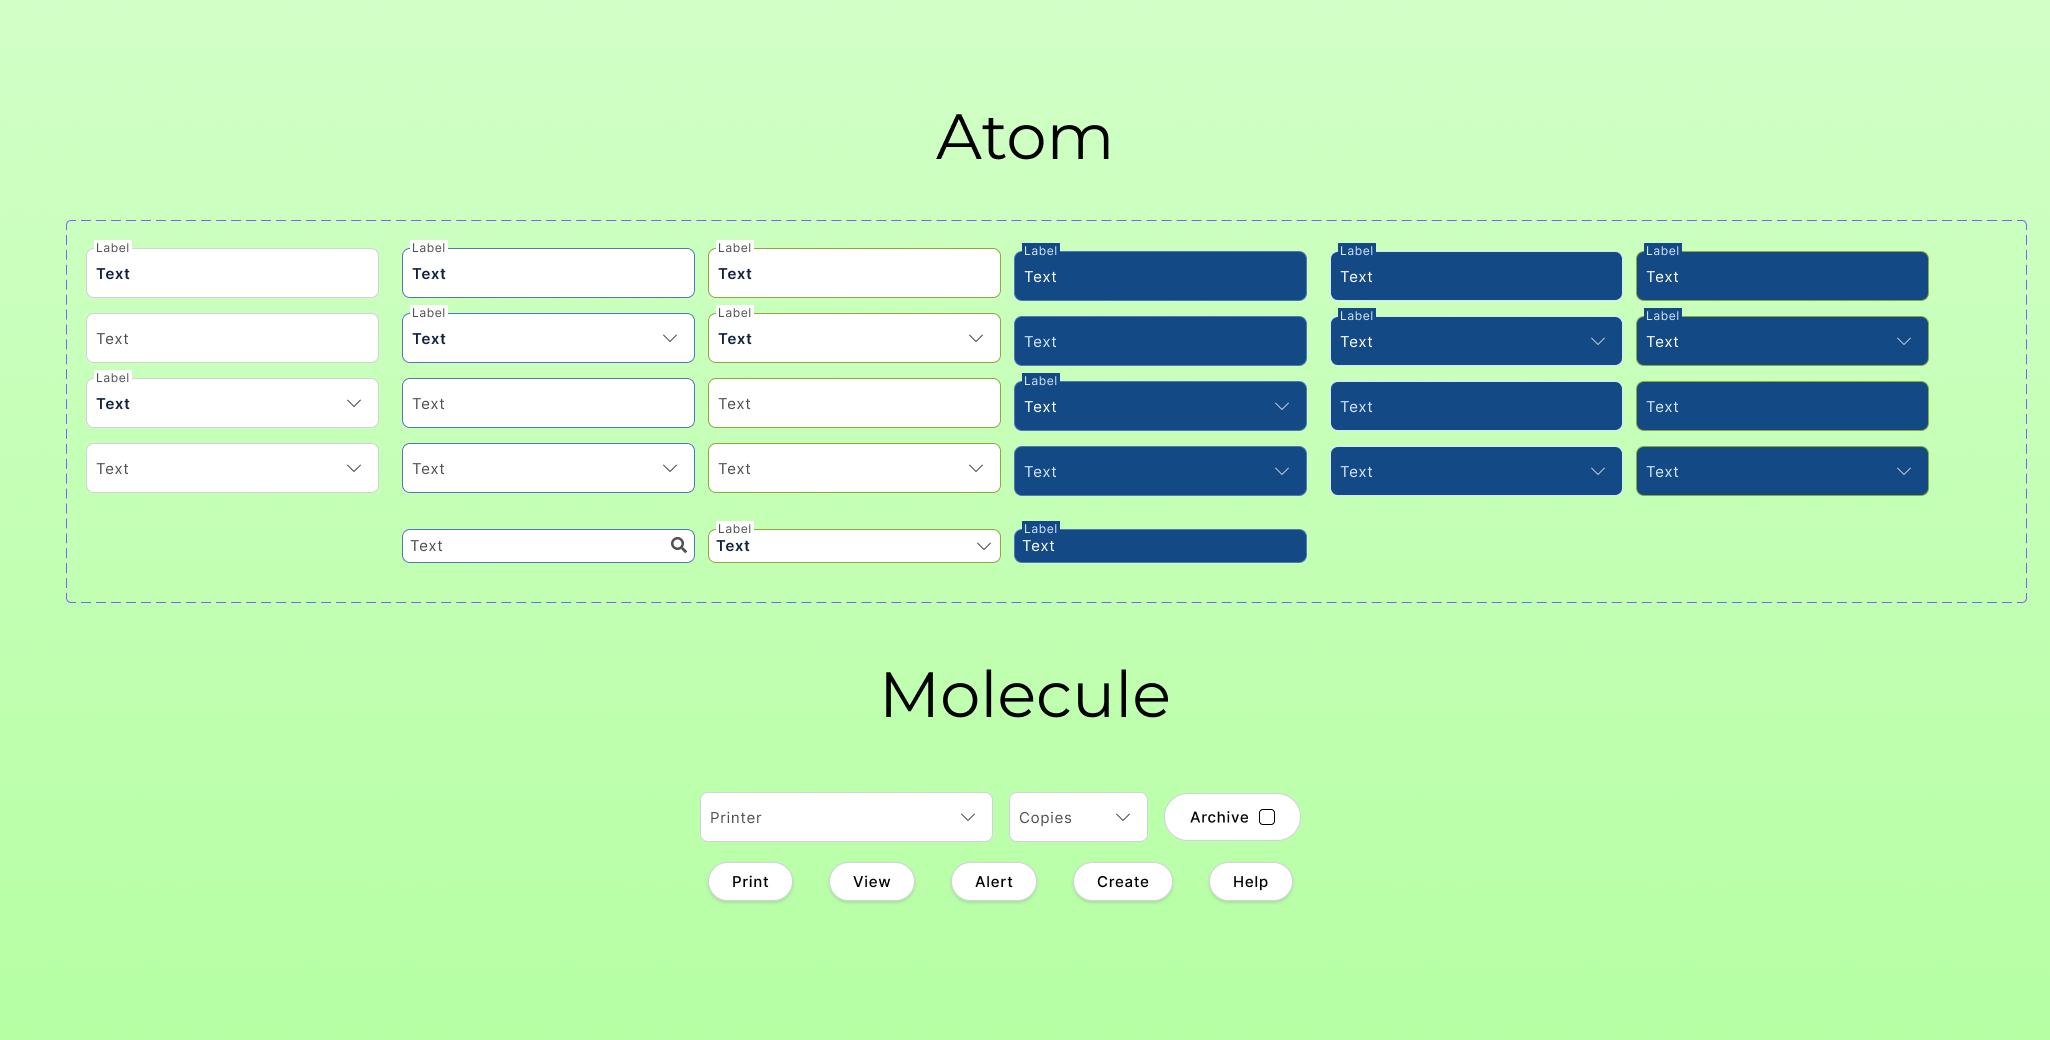 Atom
Label Label Label Label Label Label
Text Text Text Text Text Text
Label Label Label Label
Text Text Text Text Text Text
Label Label
Text Text Text Text Text Text
Text Text Text Text Text Text
Label Label
Text Text Text
Molecule
Printer Copies Archive
Print View Alert Create Help